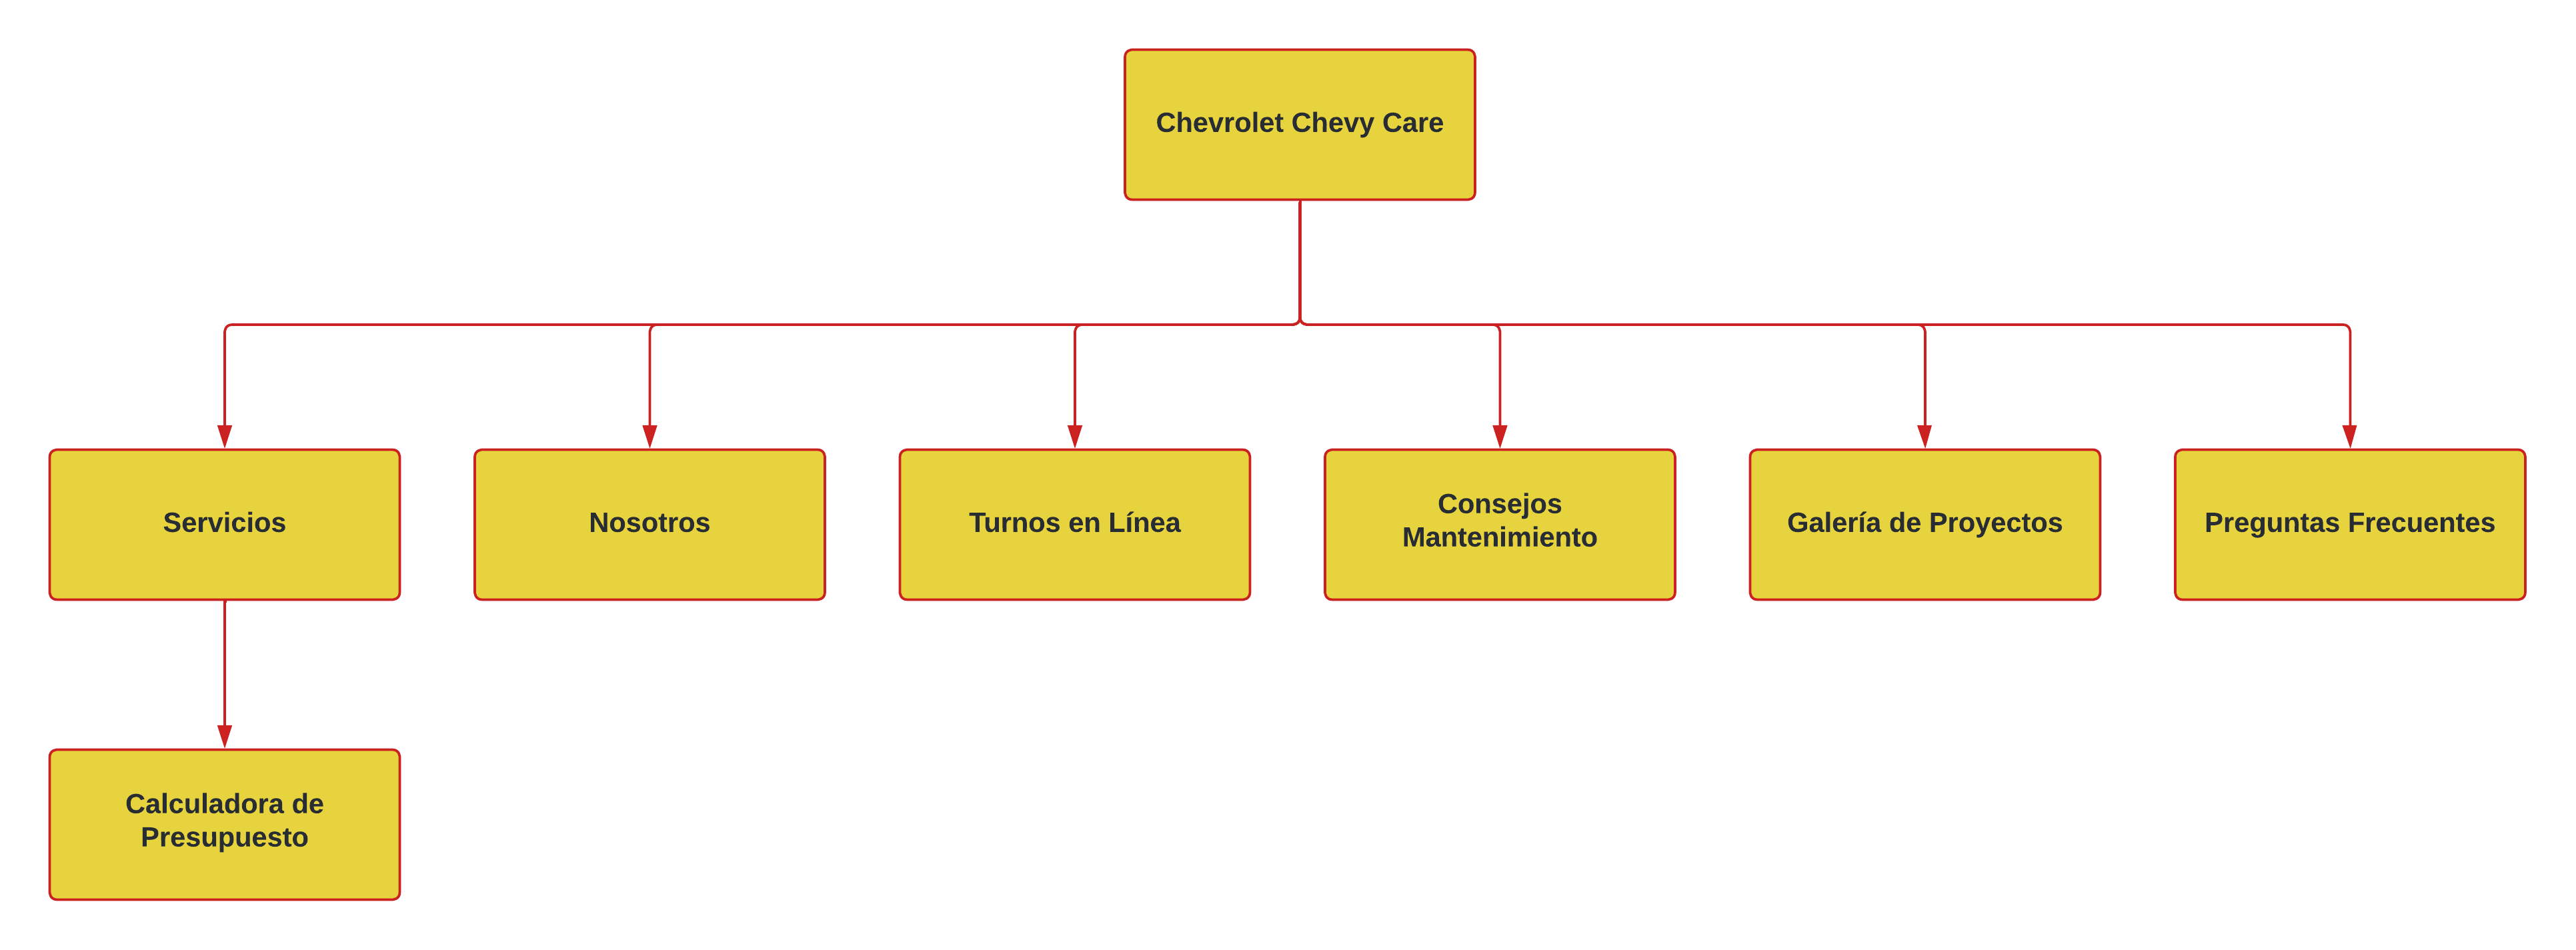 Chevrolet Chevy Care
Servicios
Nosotros
Turnos en Línea
Consejos
Mantenimiento
Galería de Proyectos
Preguntas Frecuentes
Calculadora de
Presupuesto